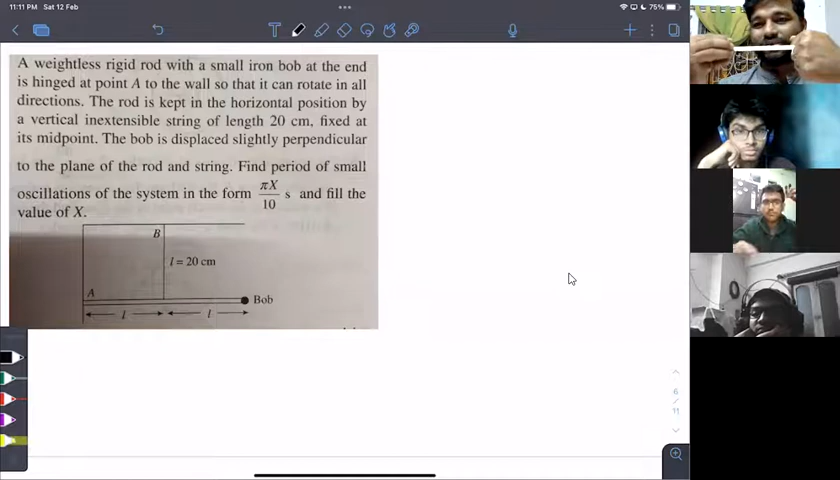 11:11 PM Sat 12 Feb
75%
A weightless rigid rod with a small iron bob at the end
is hinged at point A to the wall so that it can rotate in all
directions. The rod is kept in the horizontal position by
a vertical inextensible string of length 20 cm, fixed at
its midpoint. The bob is displaced slightly perpendicular
to the plane of the rod and string. Find period of small
oscillations of the system in the form πX/10 s and fill the
value of X.
B
l = 20 cm
A
Bob
l
l
6
/
11